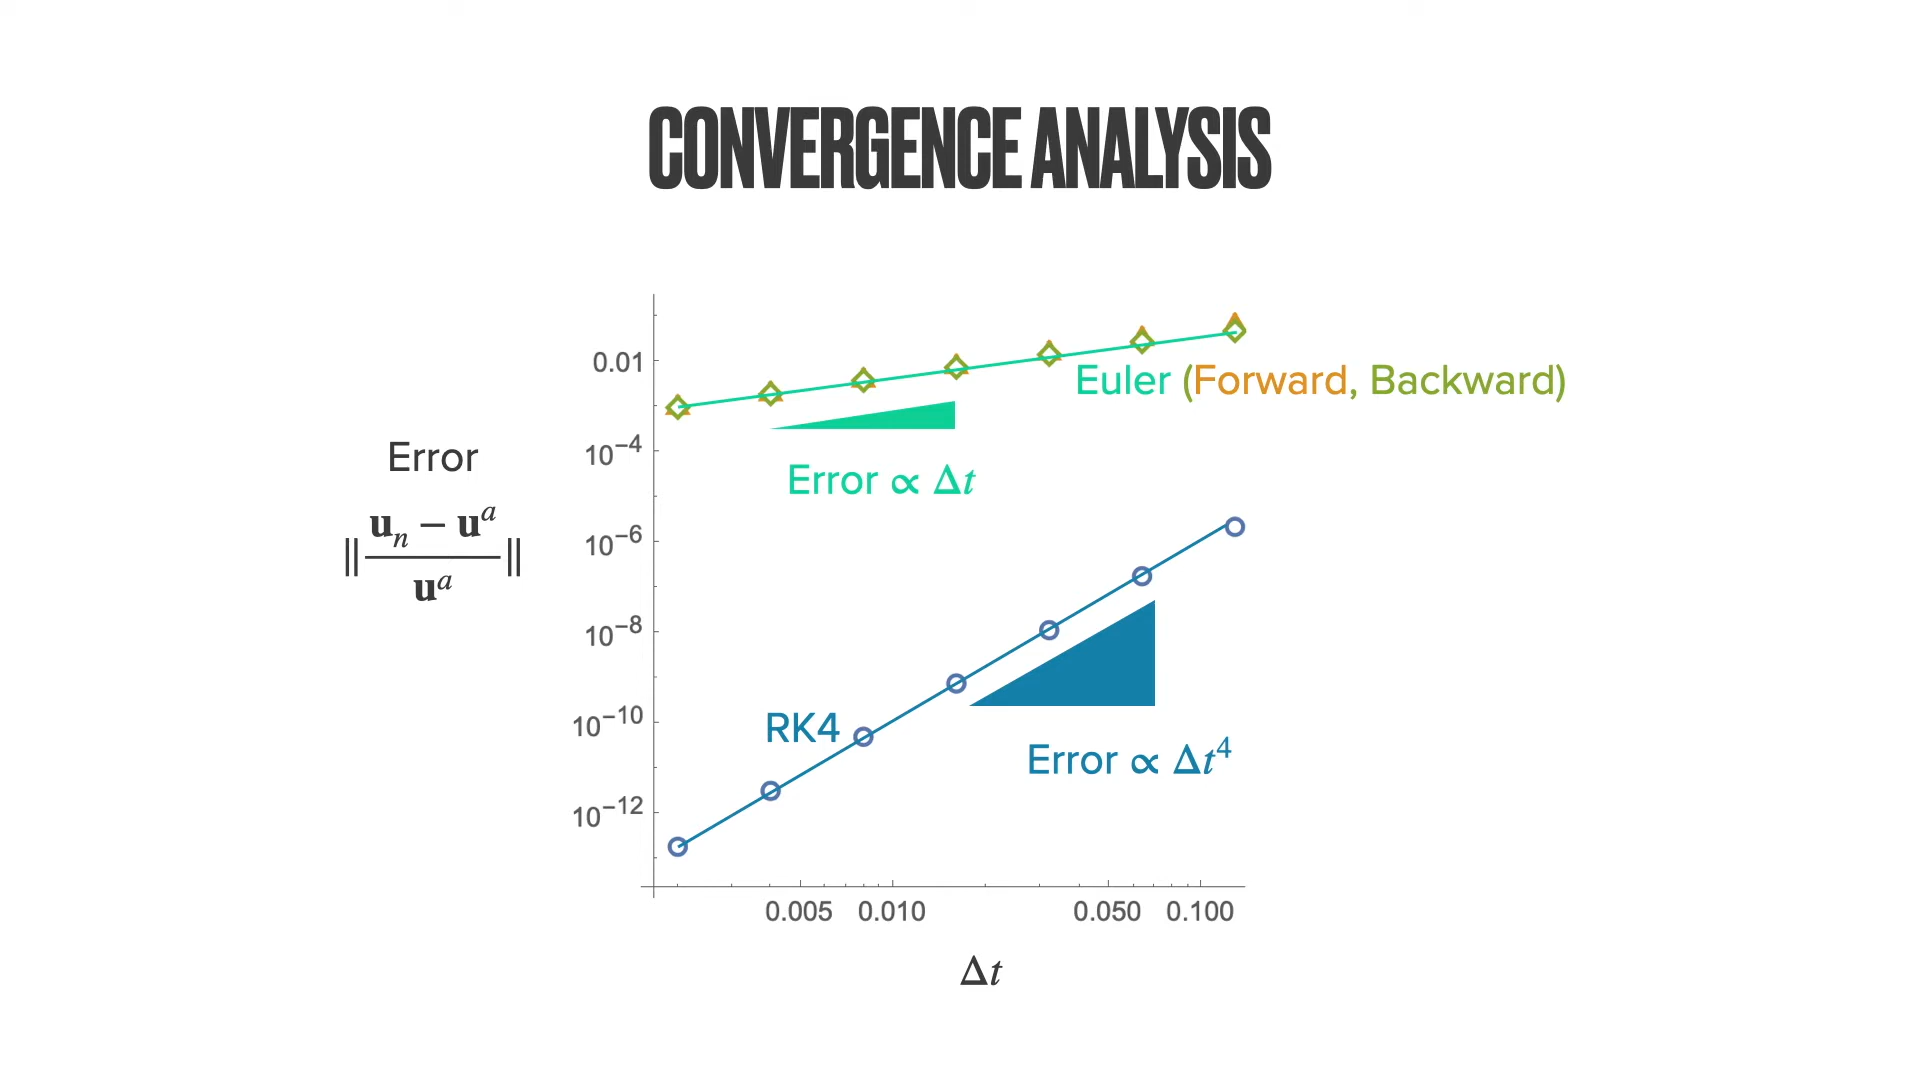 CONVERGENCE ANALYSIS
0.01
Euler (Forward, Backward)
10⁻⁴
Error
Error ∝ Δt
‖(𝐮ₙ − 𝐮ᵃ)/𝐮ᵃ‖
10⁻⁶
10⁻⁸
10⁻¹⁰
RK4
Error ∝ Δt⁴
10⁻¹²
0.005 0.010 0.050 0.100
Δt